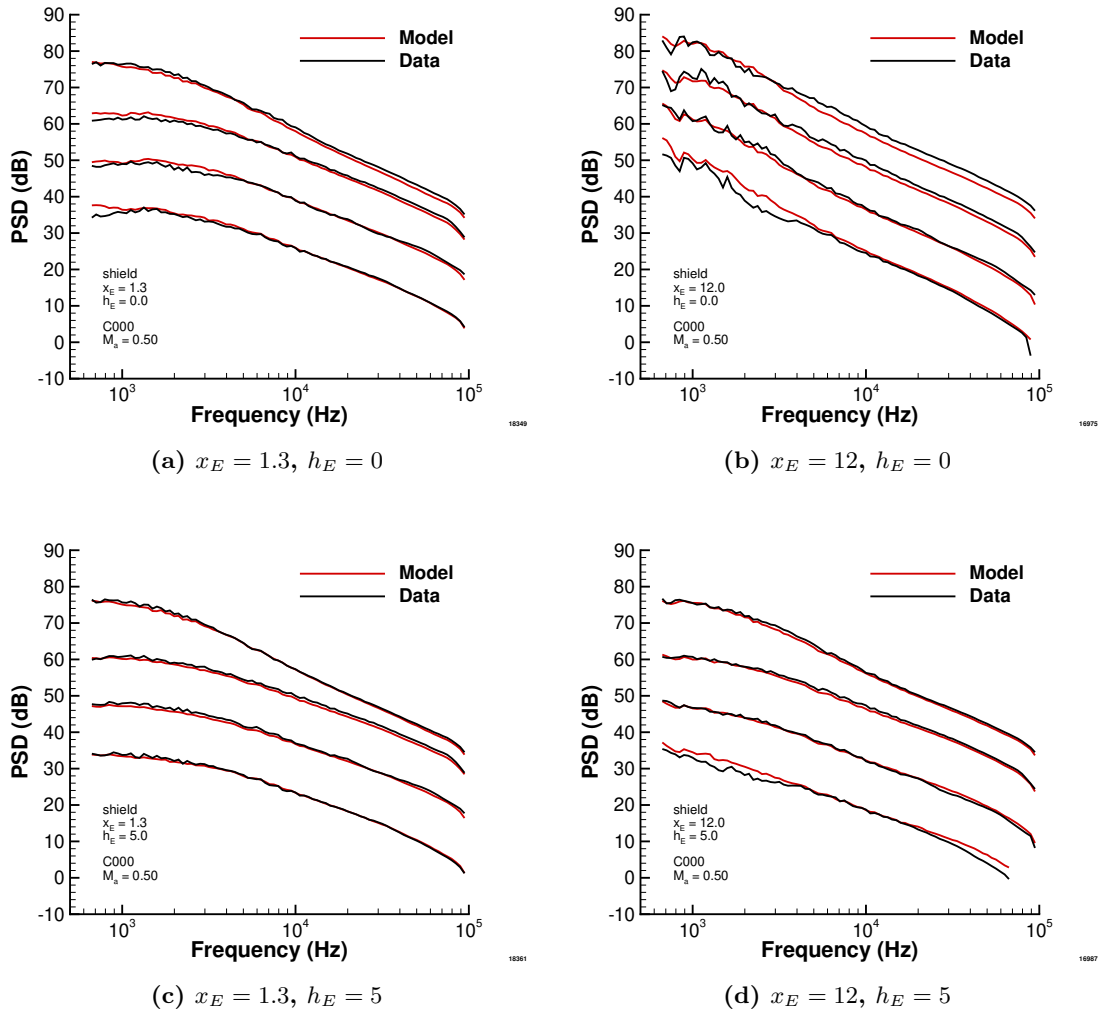 90
80
70
60
50
40
30
20
10
0
-10
PSD (dB)
Model
Data
shield
x_E = 1.3
h_E = 0.0
C000
M_a = 0.50
10^3
10^4
10^5
Frequency (Hz)
18349
(a) x_E = 1.3, h_E = 0
90
80
70
60
50
40
30
20
10
0
-10
PSD (dB)
Model
Data
shield
x_E = 12.0
h_E = 0.0
C000
M_a = 0.50
10^3
10^4
10^5
Frequency (Hz)
16975
(b) x_E = 12, h_E = 0
90
80
70
60
50
40
30
20
10
0
-10
PSD (dB)
Model
Data
shield
x_E = 1.3
h_E = 5.0
C000
M_a = 0.50
10^3
10^4
10^5
Frequency (Hz)
18361
(c) x_E = 1.3, h_E = 5
90
80
70
60
50
40
30
20
10
0
-10
PSD (dB)
Model
Data
shield
x_E = 12.0
h_E = 5.0
C000
M_a = 0.50
10^3
10^4
10^5
Frequency (Hz)
16987
(d) x_E = 12, h_E = 5